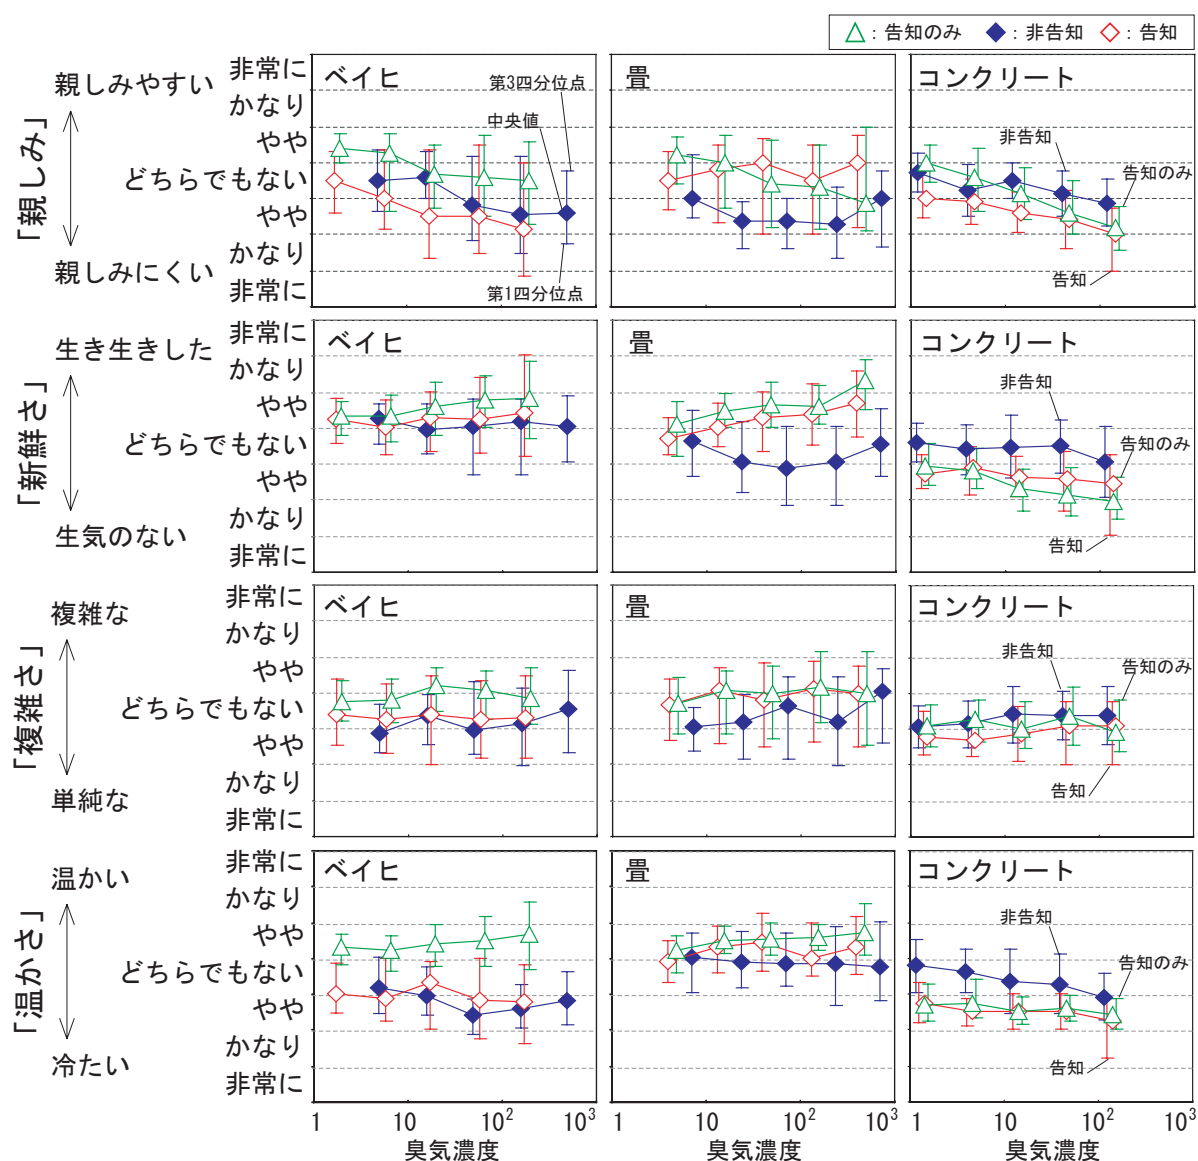 △：告知のみ ◆：非告知 ◇：告知
「親しみ」
親しみやすい
親しみにくい
非常に
かなり
やや
どちらでもない
やや
かなり
非常に
ベイヒ
第3四分位点
中央値
第1四分位点
畳
コンクリート
非告知
告知のみ
告知
「新鮮さ」
生き生きした
生気のない
非常に
かなり
やや
どちらでもない
やや
かなり
非常に
ベイヒ
畳
コンクリート
非告知
告知のみ
告知
「複雑さ」
複雑な
単純な
非常に
かなり
やや
どちらでもない
やや
かなり
非常に
ベイヒ
畳
コンクリート
非告知
告知のみ
告知
「温かさ」
温かい
冷たい
非常に
かなり
やや
どちらでもない
やや
かなり
非常に
ベイヒ
畳
コンクリート
非告知
告知のみ
告知
1 10 10² 10³
1 10 10² 10³
1 10 10² 10³
臭気濃度
臭気濃度
臭気濃度